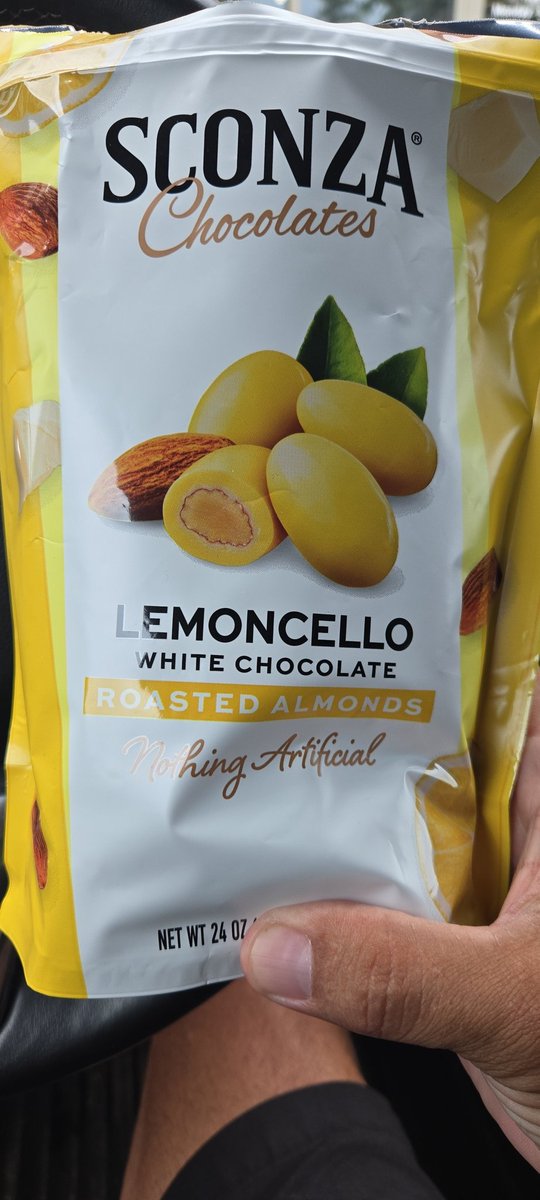 SCONZA®
Chocolates
LEMONCELLO
WHITE CHOCOLATE
ROASTED ALMONDS
Nothing Artificial
NET WT 24 OZ